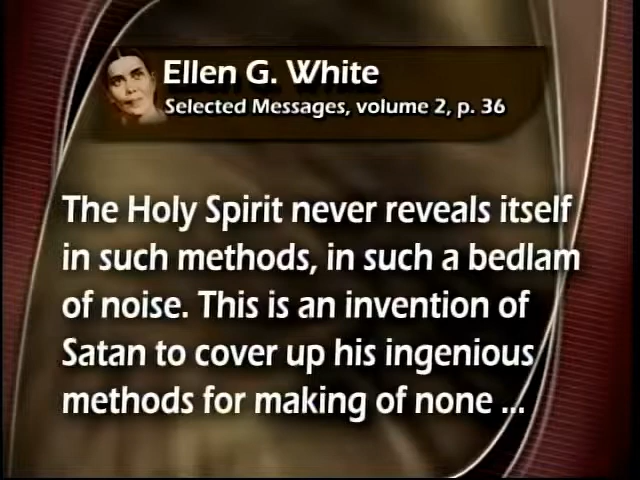 Ellen G. White
Selected Messages, volume 2, p. 36
The Holy Spirit never reveals itself
in such methods, in such a bedlam
of noise. This is an invention of
Satan to cover up his ingenious
methods for making of none ...